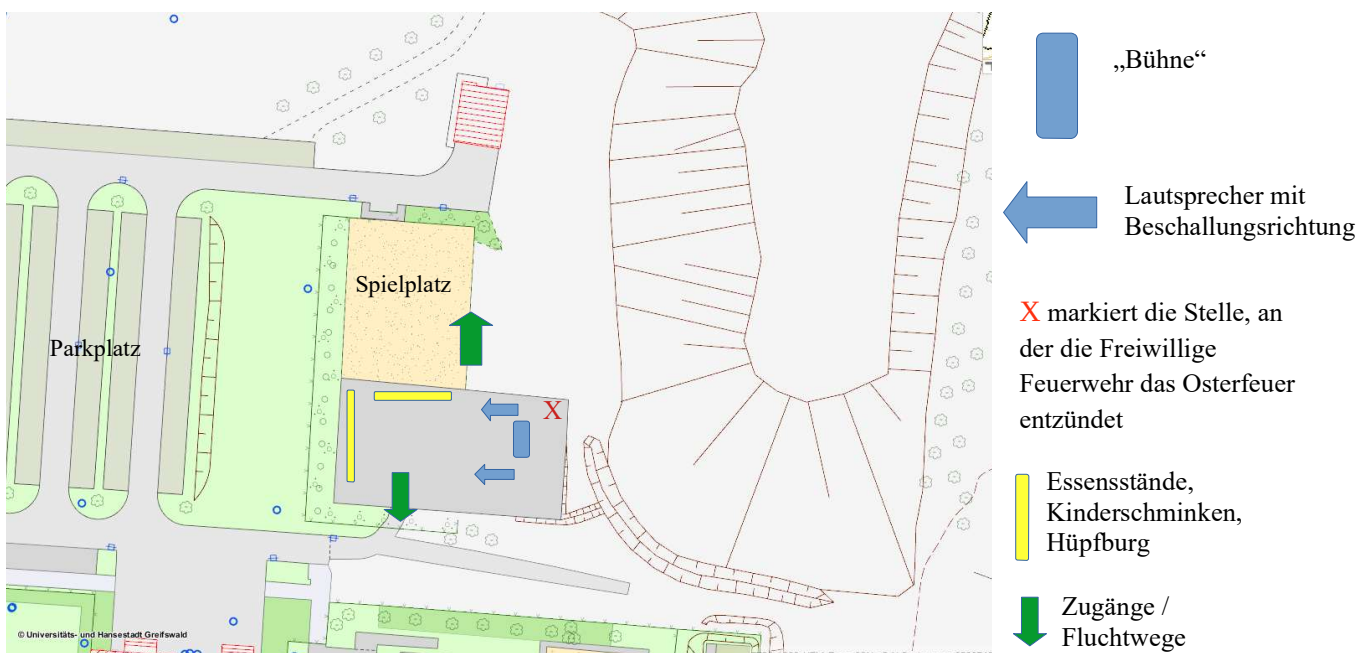 Spielplatz
Parkplatz
X
© Universitäts- und Hansestadt Greifswald
„Bühne“
Lautsprecher mit
Beschallungsrichtung
X markiert die Stelle, an
der die Freiwillige
Feuerwehr das Osterfeuer
entzündet
Essensstände,
Kinderschminken,
Hüpfburg
Zugänge /
Fluchtwege